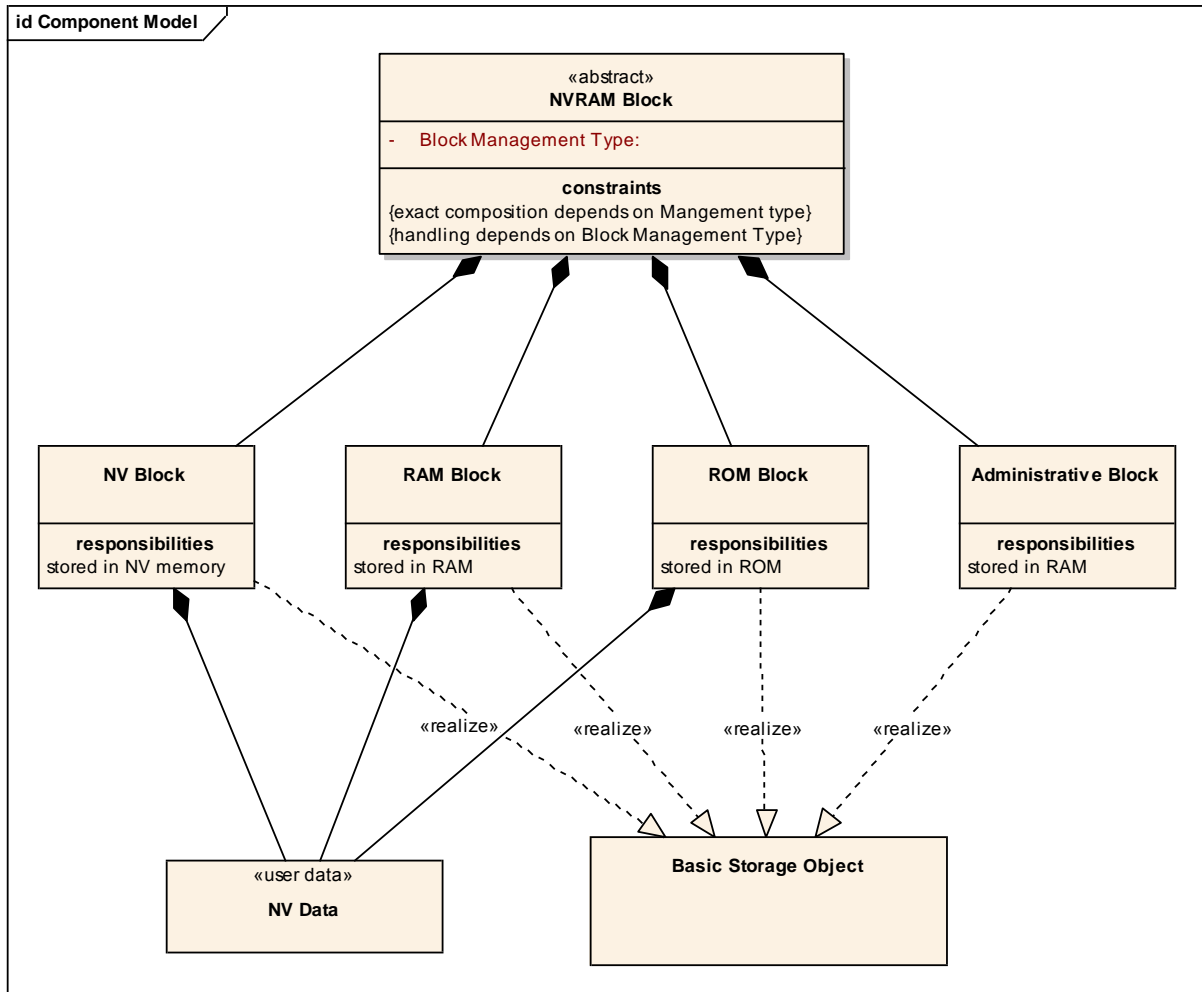 id Component Model
«abstract»
NVRAM Block
- Block Management Type:
constraints
{exact composition depends on Mangement type}
{handling depends on Block Management Type}
NV Block
responsibilities
stored in NV memory
RAM Block
responsibilities
stored in RAM
ROM Block
responsibilities
stored in ROM
Administrative Block
responsibilities
stored in RAM
«realize»
«realize»
«realize»
«realize»
«user data»
NV Data
Basic Storage Object